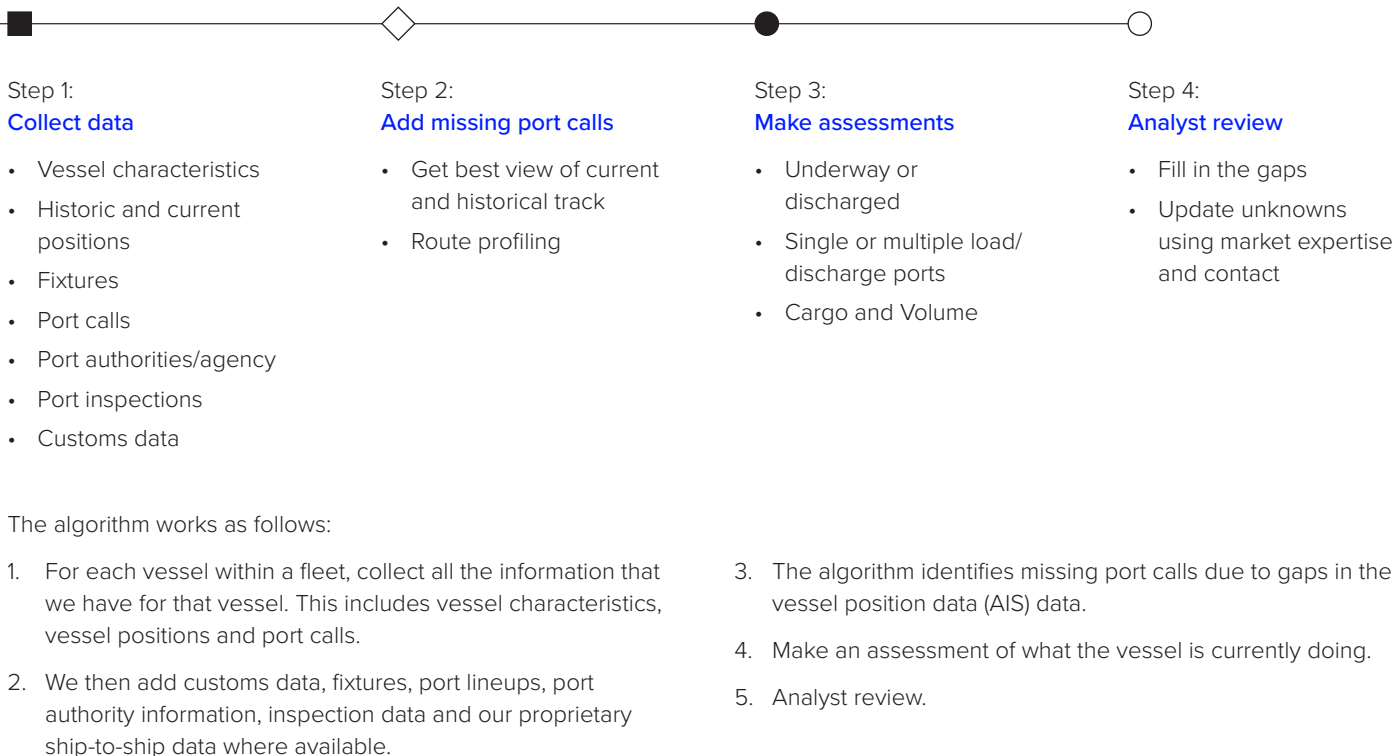 Step 1:
Collect data
• Vessel characteristics
• Historic and current
positions
• Fixtures
• Port calls
• Port authorities/agency
• Port inspections
• Customs data
Step 2:
Add missing port calls
• Get best view of current
and historical track
• Route profiling
Step 3:
Make assessments
• Underway or
discharged
• Single or multiple load/
discharge ports
• Cargo and Volume
Step 4:
Analyst review
• Fill in the gaps
• Update unknowns
using market expertise
and contact
The algorithm works as follows:
1. For each vessel within a fleet, collect all the information that
we have for that vessel. This includes vessel characteristics,
vessel positions and port calls.
2. We then add customs data, fixtures, port lineups, port
authority information, inspection data and our proprietary
ship-to-ship data where available.
3. The algorithm identifies missing port calls due to gaps in the
vessel position data (AIS) data.
4. Make an assessment of what the vessel is currently doing.
5. Analyst review.